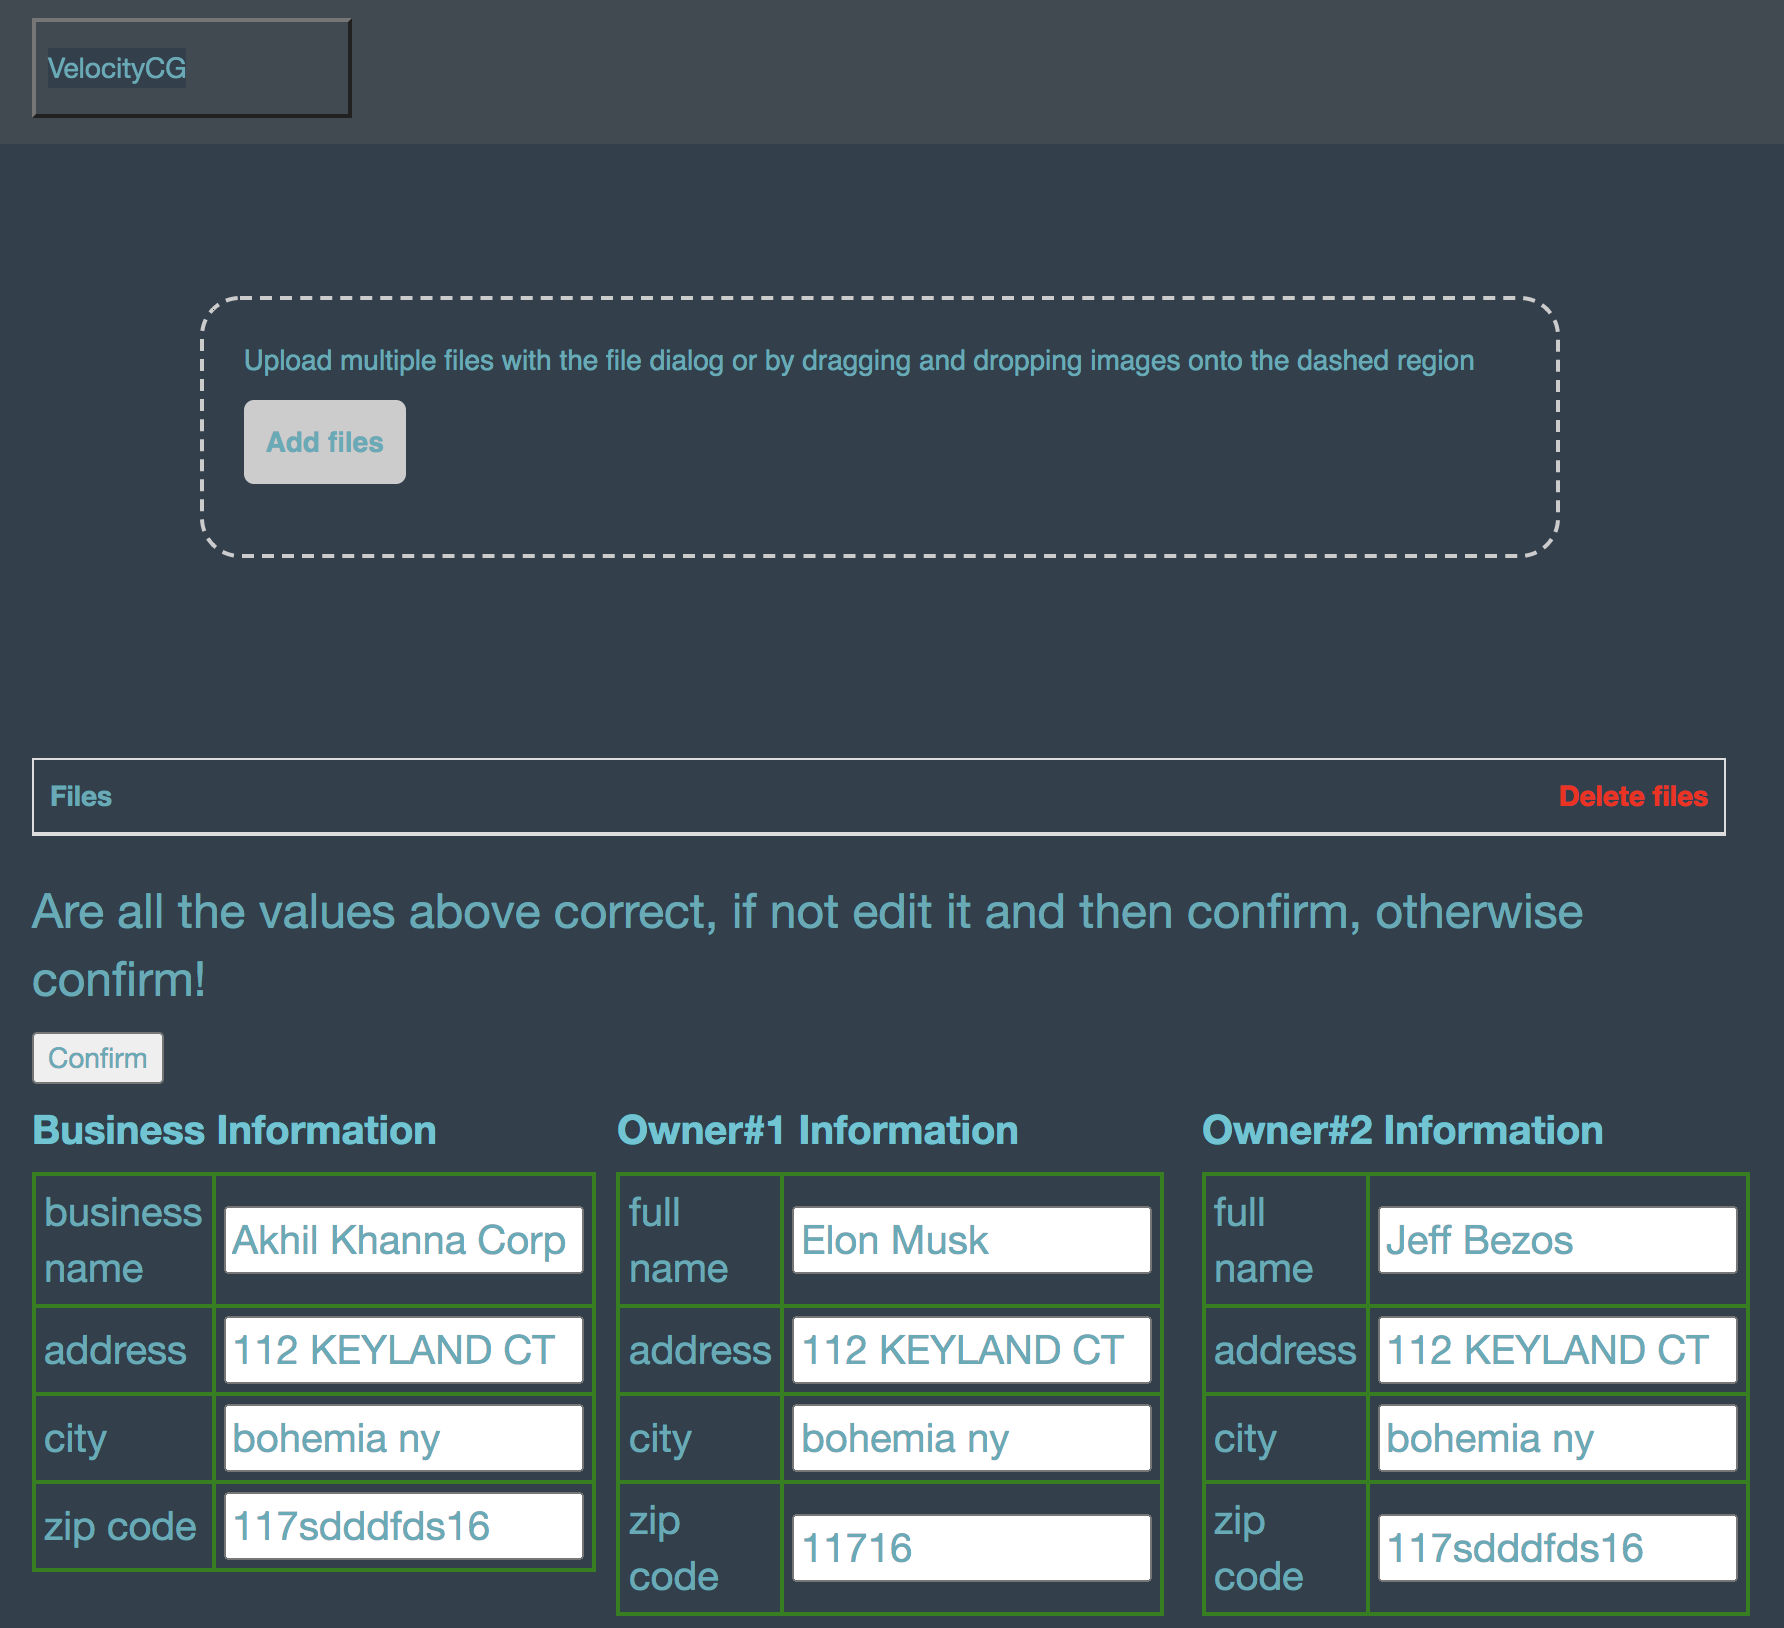 VelocityCG
Upload multiple files with the file dialog or by dragging and dropping images onto the dashed region
Add files
Files
Delete files
Are all the values above correct, if not edit it and then confirm, otherwise
confirm!
Confirm
Business Information
business
name
Akhil Khanna Corp
address
112 KEYLAND CT
city
bohemia ny
zip code
117sdddfds16
Owner#1 Information
full
name
Elon Musk
address
112 KEYLAND CT
city
bohemia ny
zip
code
11716
Owner#2 Information
full
name
Jeff Bezos
address
112 KEYLAND CT
city
bohemia ny
zip
code
117sdddfds16